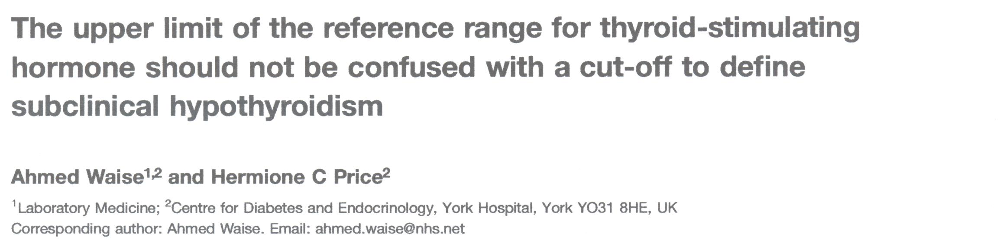 The upper limit of the reference range for thyroid-stimulating
hormone should not be confused with a cut-off to define
subclinical hypothyroidism
Ahmed Waise¹,² and Hermione C Price²
¹Laboratory Medicine; ²Centre for Diabetes and Endocrinology, York Hospital, York YO31 8HE, UK
Corresponding author: Ahmed Waise. Email: ahmed.waise@nhs.net